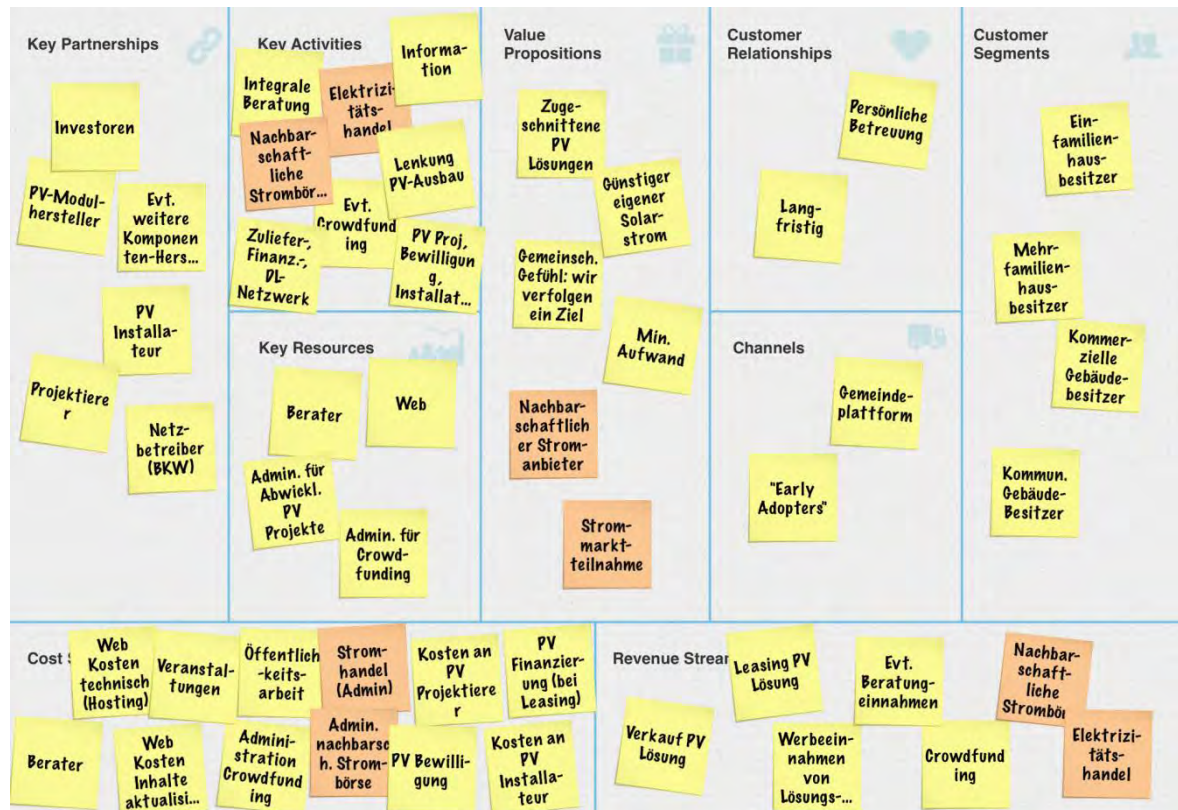 Key Partnerships
Investoren
PV-Modul-
hersteller
Evt.
weitere
Komponen
ten-Hers...
PV
Installa-
teur
Projektiere
r
Netz-
betreiber
(BKW)
Key Activities
Informa-
tion
Integrale
Beratung
Elektrizi-
täts-
handel
Nachbar-
schaft-
liche
Strombör...
Lenkung
PV-Ausbau
Evt.
Crowdfund
ing
Zuliefer-,
Finanz.-,
DL-
Netzwerk
PV Proj,
Bewilligun
g,
Installat...
Key Resources
Berater
Web
Admin. für
Abwickl.
PV
Projekte
Admin. für
Crowd-
funding
Value
Propositions
Zuge-
schnittene
PV
Lösungen
Günstiger
eigener
Solar-
strom
Gemeinsch.
Gefühl: wir
verfolgen
ein Ziel
Min.
Aufwand
Nachbar-
schaftlich
er Strom-
anbieter
Strom-
markt-
teilnahme
Customer
Relationships
Persönliche
Betreuung
Lang-
fristig
Channels
Gemeinde-
plattform
"Early
Adopters"
Customer
Segments
Ein-
familien-
haus-
besitzer
Mehr-
familien-
haus-
besitzer
Kommer-
zielle
Gebäude-
besitzer
Kommun.
Gebäude-
Besitzer
Cost S
Web
Kosten
technisch
(Hosting)
Veranstal-
tungen
Öffentlich
-keits-
arbeit
Strom-
handel
(Admin)
Kosten an
PV
Projektiere
r
PV
Finanzier-
ung (bei
Leasing)
Berater
Web
Kosten
Inhalte
aktualisi...
Admini-
stration
Crowdfund
ing
Admin.
nachbarsc
h. Strom-
börse
PV Bewilli-
gung
Kosten an
PV
Installa-
teur
Revenue Strea
Leasing PV
Lösung
Evt.
Beratung-
einnahmen
Nachbar-
schaft-
liche
Strombör
Verkauf PV
Lösung
Werbeein-
nahmen
von
Lösungs-...
Crowdfund
ing
Elektrizi-
täts-
handel